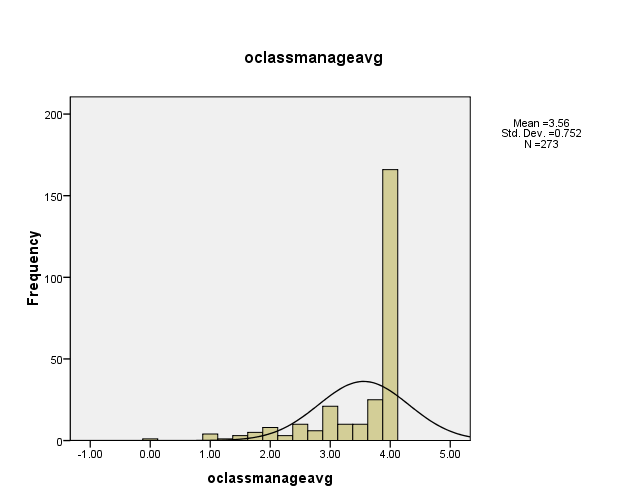 oclassmanageavg
Mean =3.56
Std. Dev. =0.752
N =273
Frequency
200
150
100
50
0
-1.00 0.00 1.00 2.00 3.00 4.00 5.00
oclassmanageavg